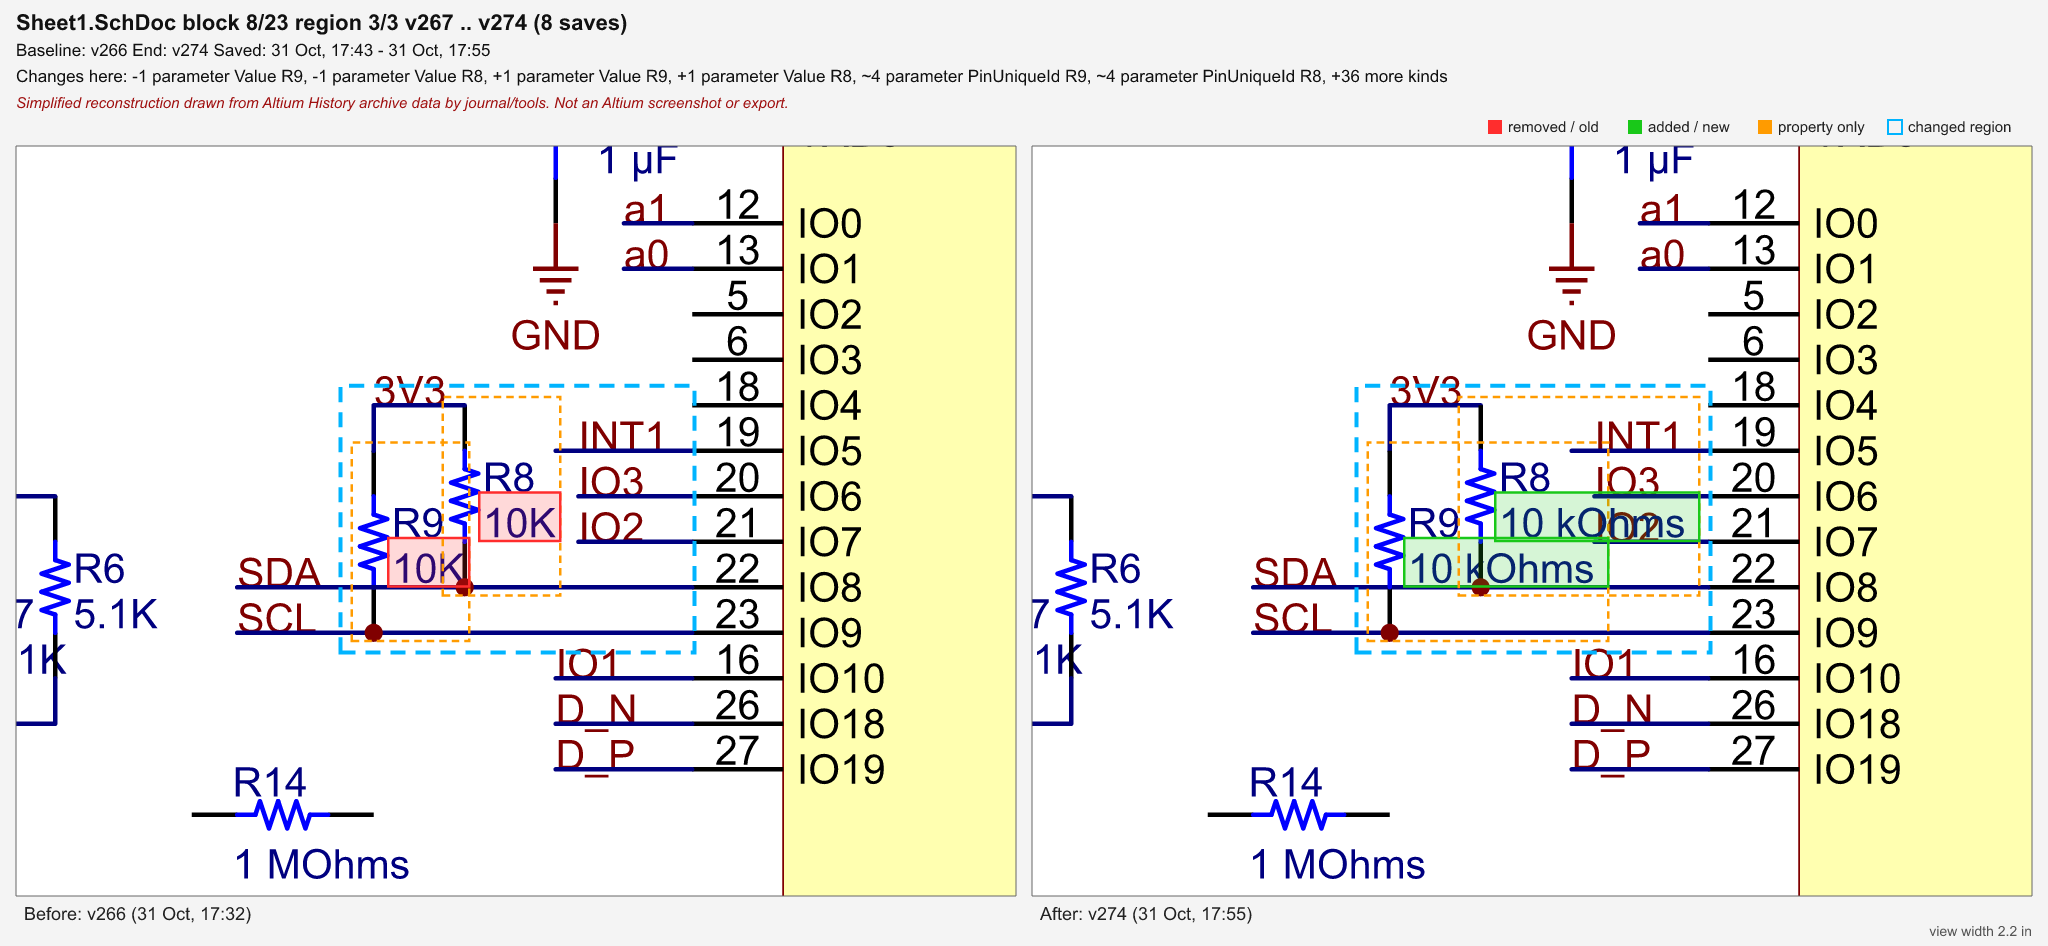 Sheet1.SchDoc block 8/23 region 3/3 v267 .. v274 (8 saves)
Baseline: v266 End: v274 Saved: 31 Oct, 17:43 - 31 Oct, 17:55
Changes here: -1 parameter Value R9, -1 parameter Value R8, +1 parameter Value R9, +1 parameter Value R8, ~4 parameter PinUniqueId R9, ~4 parameter PinUniqueId R8, +36 more kinds
Simplified reconstruction drawn from Altium History archive data by journal/tools. Not an Altium screenshot or export.
removed / old
added / new
property only
changed region
1 µF
a1 12 IO0
a0 13 IO1
5 IO2
GND
6 IO3
3V3 18 IO4
INT1 19 IO5
R8 IO3 20 IO6
R9 10K IO2 21 IO7
R6 SDA 10K 22 IO8
7 5.1K SCL 23 IO9
1K IO1 16 IO10
D_N 26 IO18
D_P 27 IO19
R14
1 MOhms
Before: v266 (31 Oct, 17:32)
1 µF
a1 12 IO0
a0 13 IO1
5 IO2
GND
6 IO3
3V3 18 IO4
INT1 19 IO5
R8 IO3 20 IO6
R9 10 kOhms IO2 21 IO7
R6 SDA 10 kOhms 22 IO8
7 5.1K SCL 23 IO9
1K IO1 16 IO10
D_N 26 IO18
D_P 27 IO19
R14
1 MOhms
After: v274 (31 Oct, 17:55)
view width 2.2 in